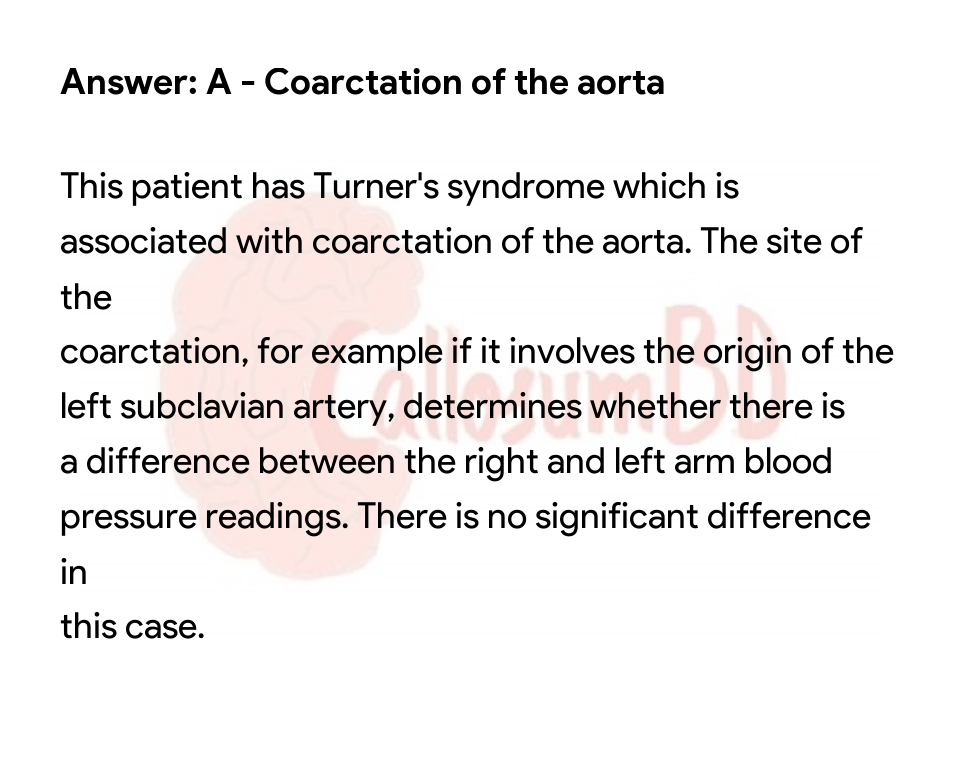 Answer: A - Coarctation of the aorta
This patient has Turner's syndrome which is
associated with coarctation of the aorta. The site of
the
coarctation, for example if it involves the origin of the
left subclavian artery, determines whether there is
a difference between the right and left arm blood
pressure readings. There is no significant difference
in
this case.
CallosumBD